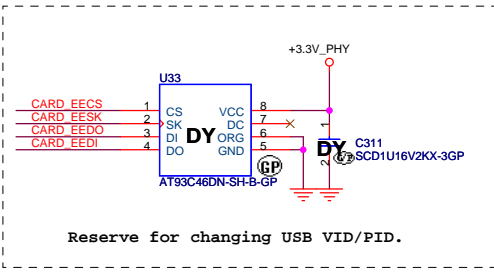 +3.3V_PHY
U33
CARD_EECS 1 CS VCC 8
CARD_EESK 2 SK DC 7
CARD_EEDO 3 DI ORG 6
CARD_EEDI 4 DO GND 5
DY
GP
AT93C46DN-SH-B-GP
1
2
DY
C311
SCD1U16V2KX-3GP
Reserve for changing USB VID/PID.